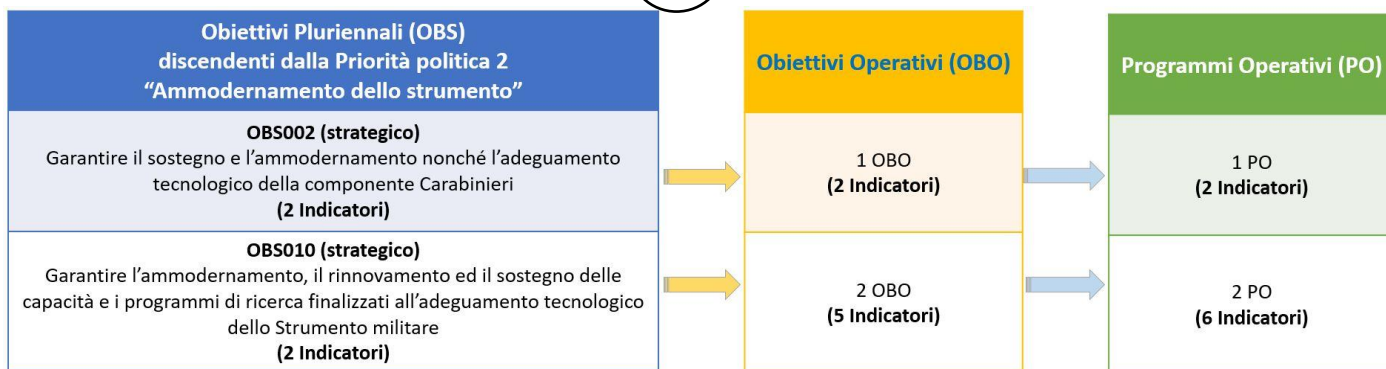 Obiettivi Pluriennali (OBS)
discendenti dalla Priorità politica 2
“Ammodernamento dello strumento”
Obiettivi Operativi (OBO)
Programmi Operativi (PO)
OBS002 (strategico)
Garantire il sostegno e l’ammodernamento nonché l’adeguamento
tecnologico della componente Carabinieri
(2 Indicatori)
1 OBO
(2 Indicatori)
1 PO
(2 Indicatori)
OBS010 (strategico)
Garantire l’ammodernamento, il rinnovamento ed il sostegno delle
capacità e i programmi di ricerca finalizzati all’adeguamento tecnologico
dello Strumento militare
(2 Indicatori)
2 OBO
(5 Indicatori)
2 PO
(6 Indicatori)